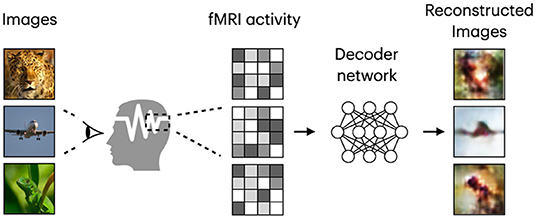 Images
fMRI activity
Decoder
network
Reconstructed
Images